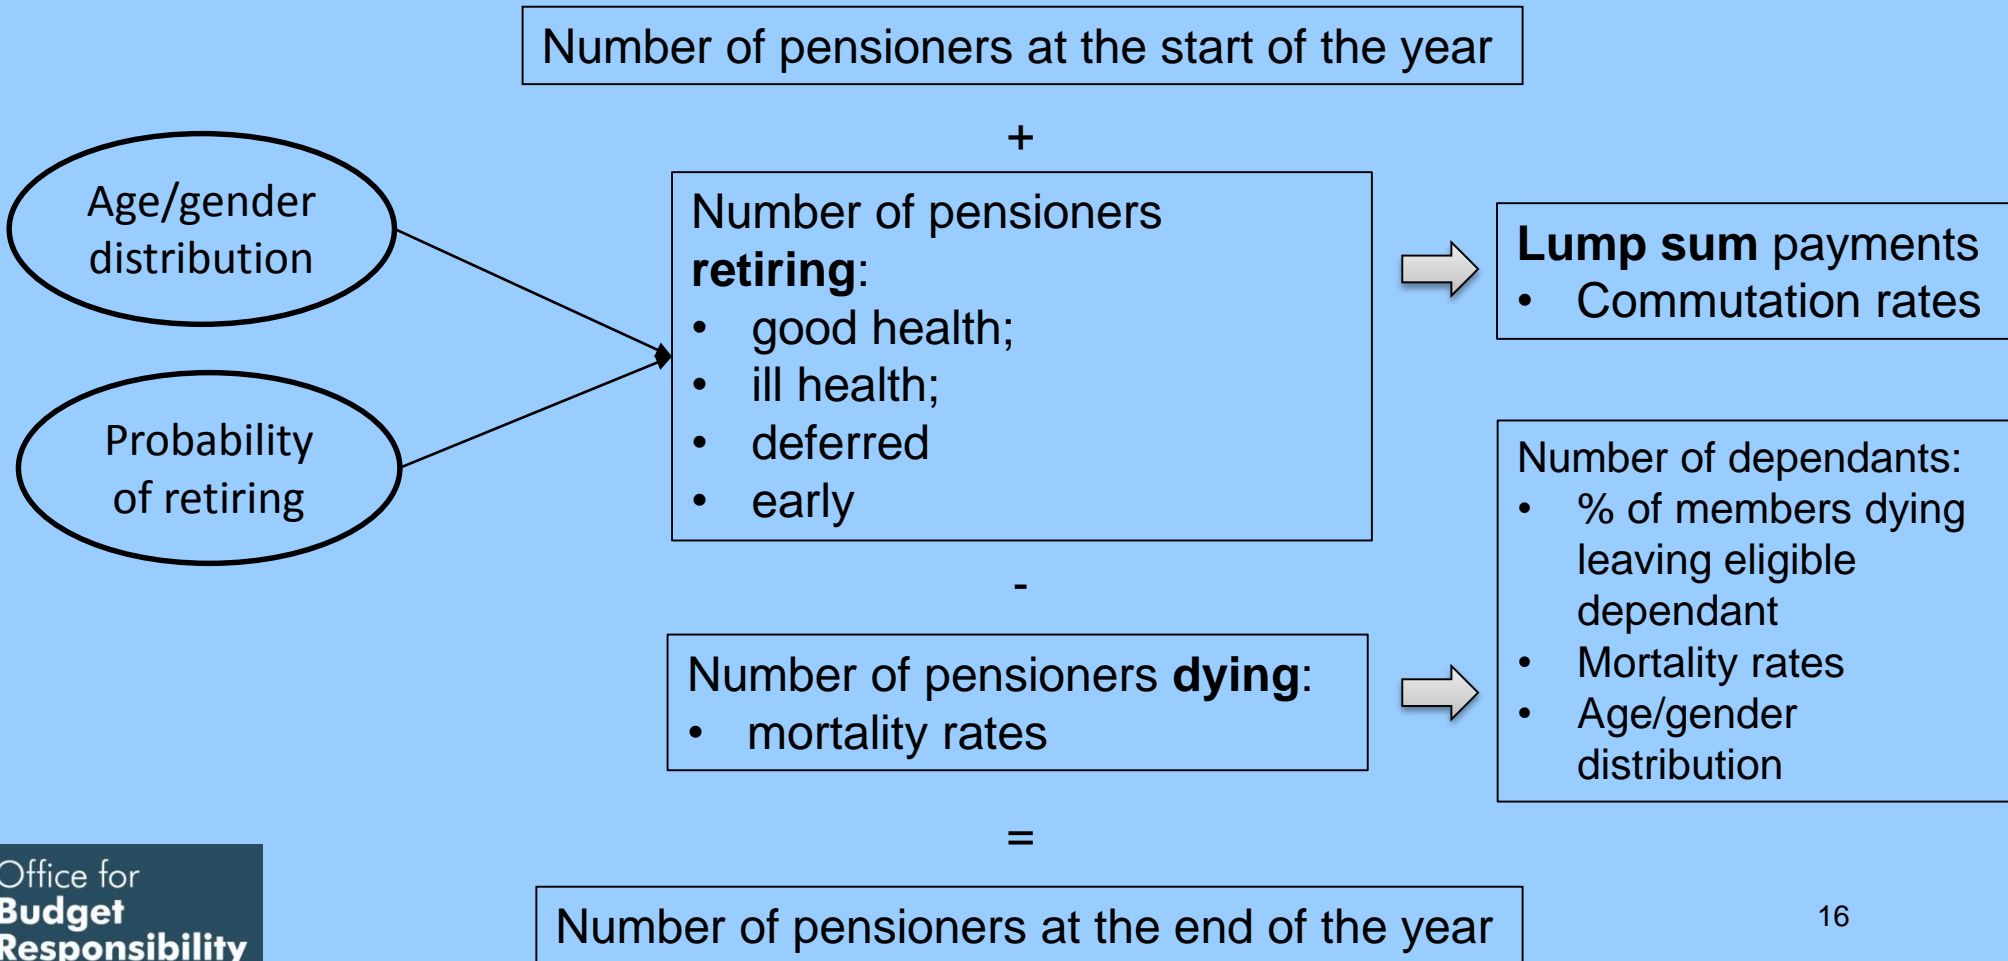 Number of pensioners at the start of the year
+
Age/gender
distribution
Probability
of retiring
Number of pensioners
retiring:
• good health;
• ill health;
• deferred
• early
Lump sum payments
• Commutation rates
-
Number of pensioners dying:
• mortality rates
Number of dependants:
• % of members dying
leaving eligible
dependant
• Mortality rates
• Age/gender
distribution
=
Number of pensioners at the end of the year
Office for
Budget
Responsibility
16